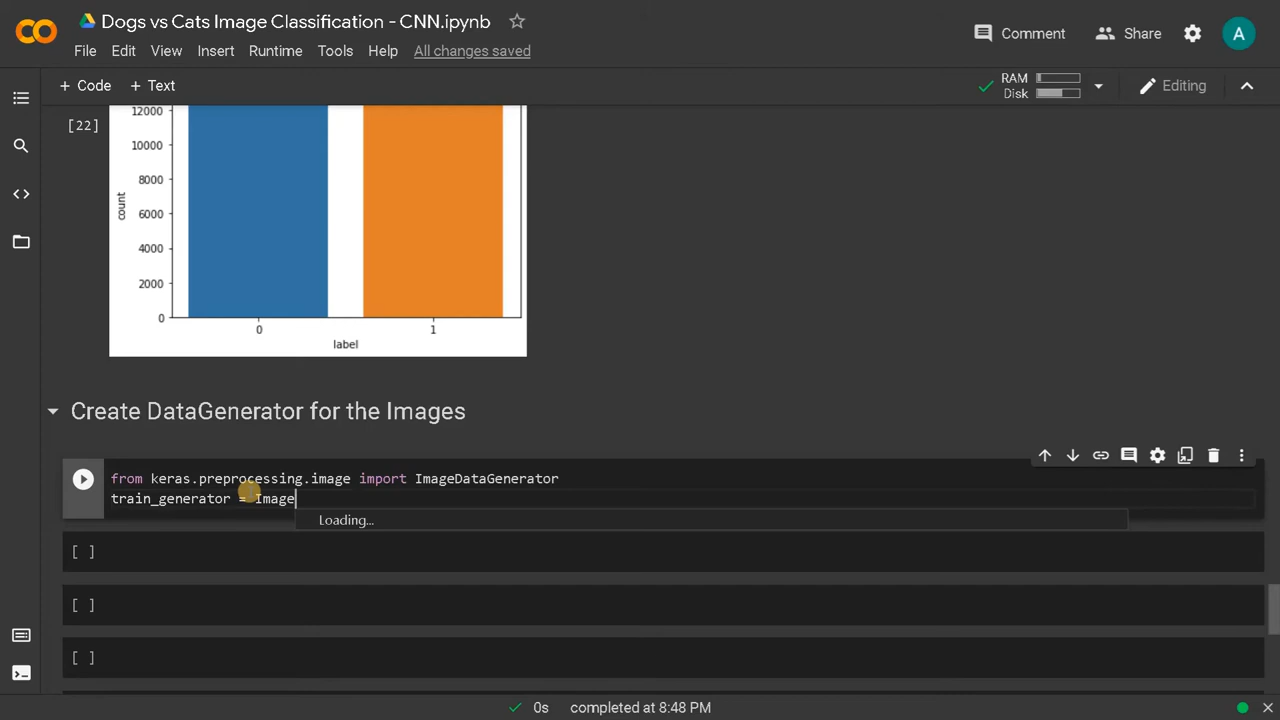 Dogs vs Cats Image Classification - CNN.ipynb
File Edit View Insert Runtime Tools Help All changes saved
Comment Share A
+ Code + Text
RAM
Disk
Editing
[22]
12000
10000
8000
6000
4000
2000
0
count
0 1
label
Create DataGenerator for the Images
from keras.preprocessing.image import ImageDataGenerator
train_generator = Image
Loading...
[ ]
[ ]
[ ]
0s completed at 8:48 PM